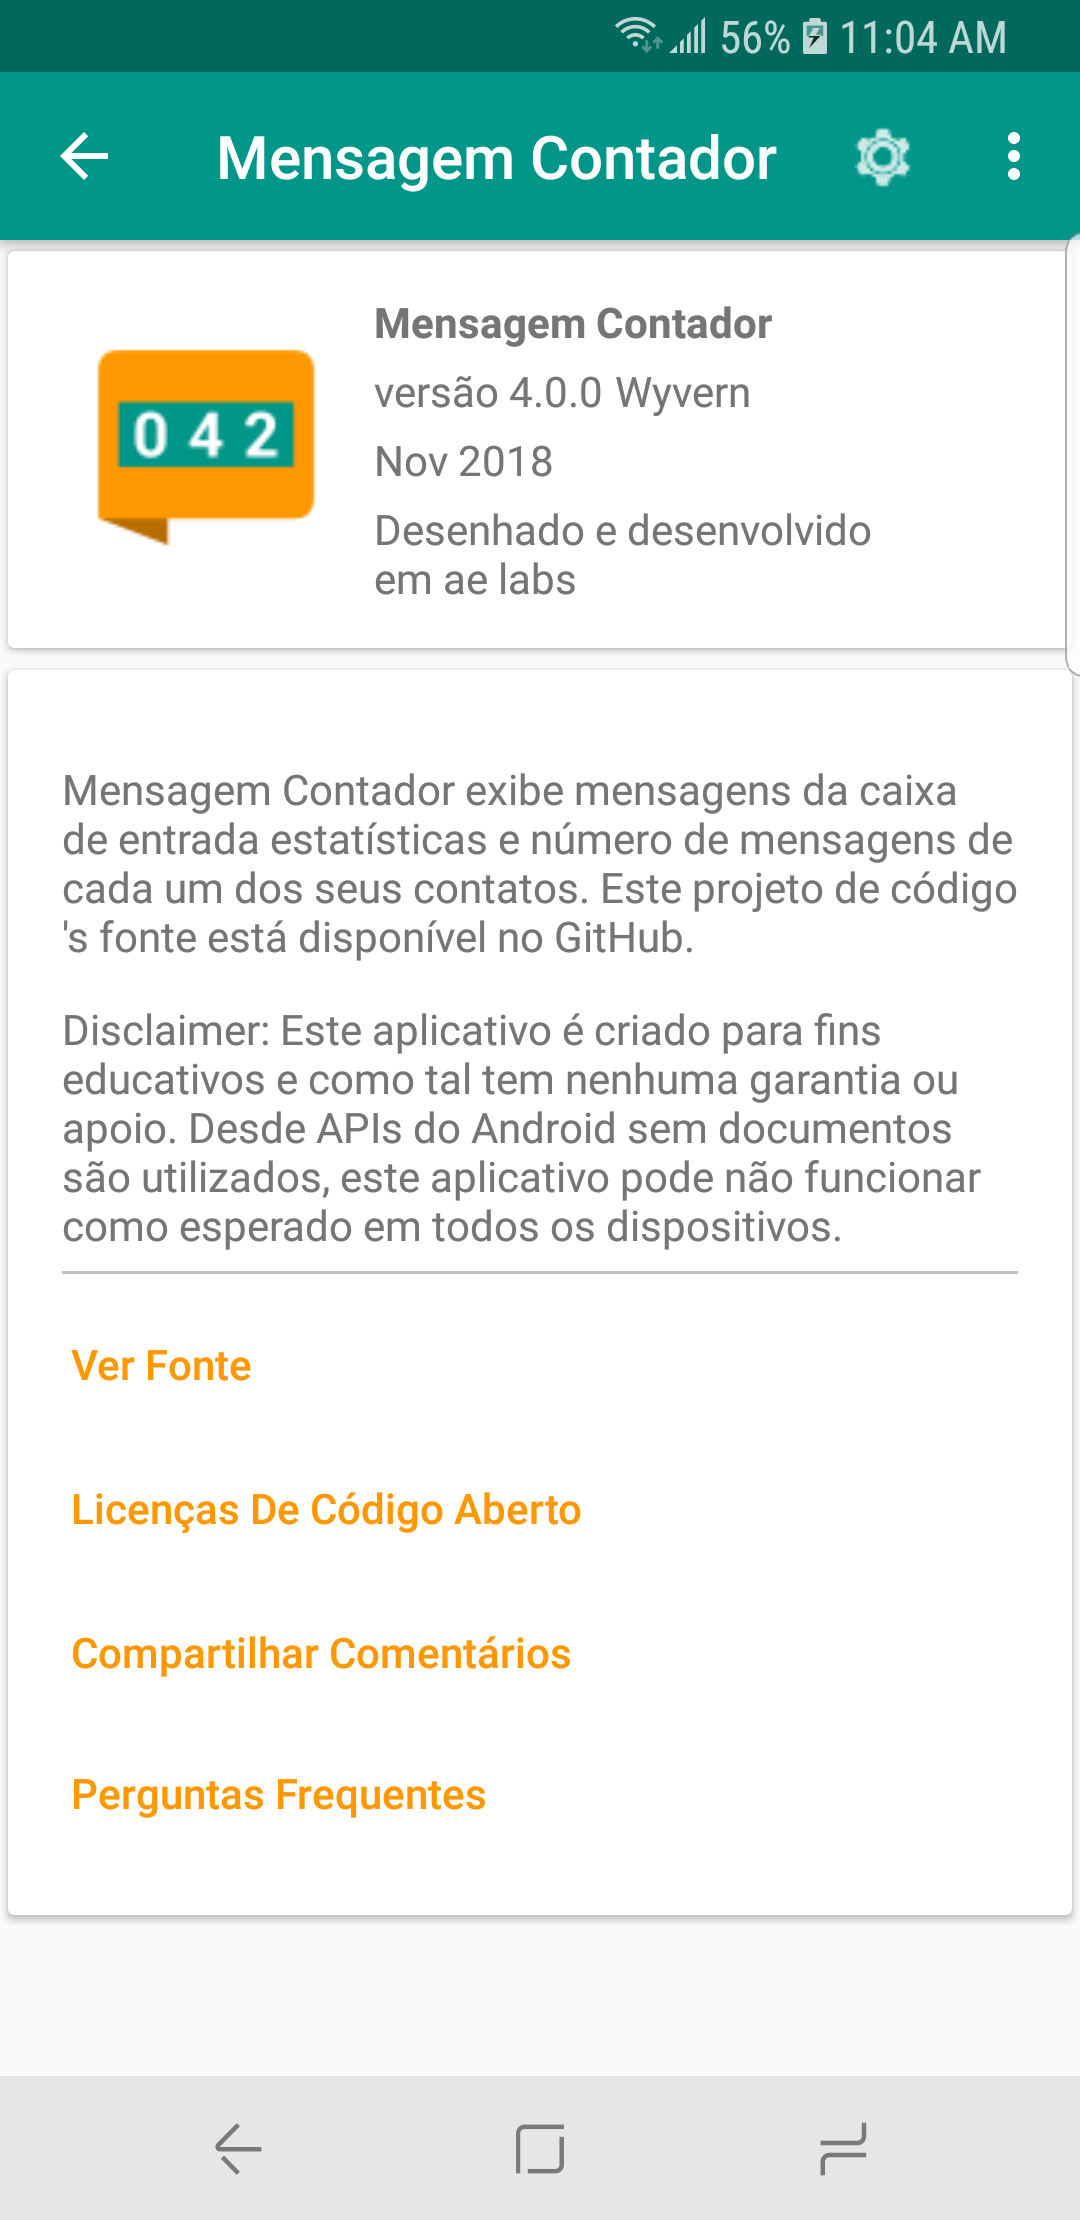 56% 11:04 AM
Mensagem Contador
042
Mensagem Contador
versão 4.0.0 Wyvern
Nov 2018
Desenhado e desenvolvido
em ae labs
Mensagem Contador exibe mensagens da caixa
de entrada estatísticas e número de mensagens de
cada um dos seus contatos. Este projeto de código
's fonte está disponível no GitHub.
Disclaimer: Este aplicativo é criado para fins
educativos e como tal tem nenhuma garantia ou
apoio. Desde APIs do Android sem documentos
são utilizados, este aplicativo pode não funcionar
como esperado em todos os dispositivos.
Ver Fonte
Licenças De Código Aberto
Compartilhar Comentários
Perguntas Frequentes